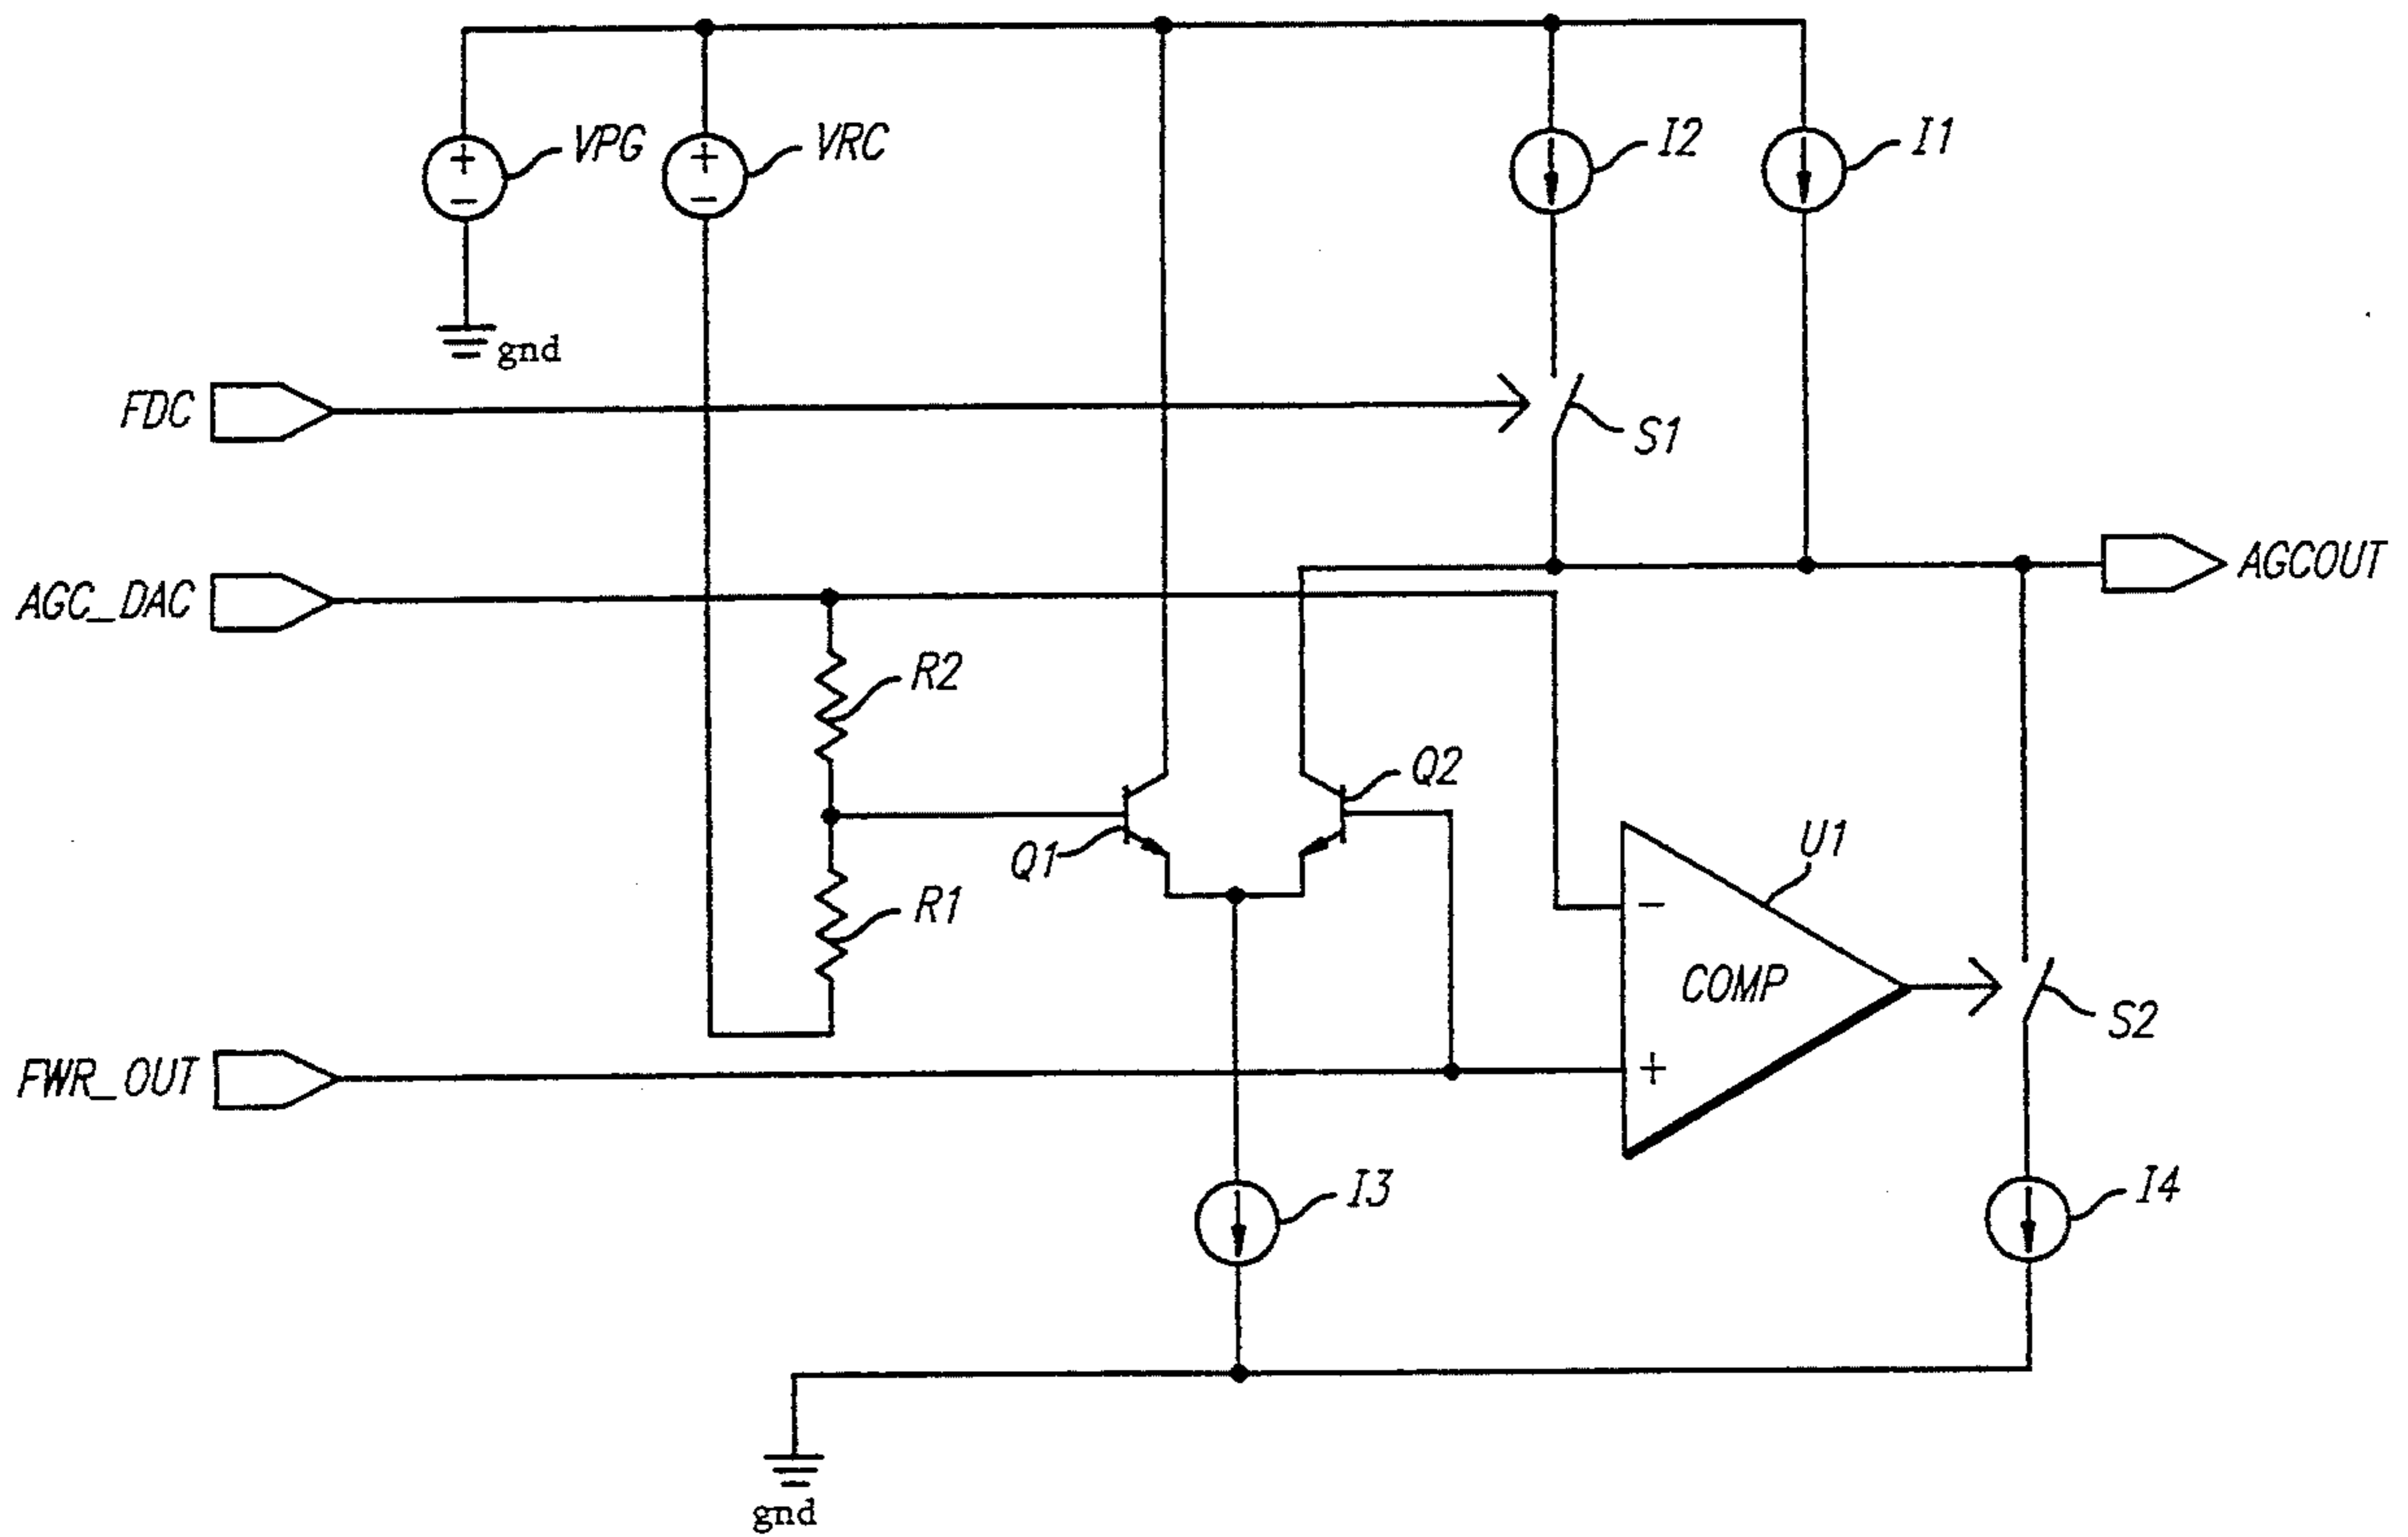 VPG
VRC
I2
I1
+
+
−
−
gnd
FDC
S1
AGC_DAC
AGCOUT
R2
Q2
Q1
U1
R1
−
COMP
S2
FWR_OUT
+
I3
I4
gnd